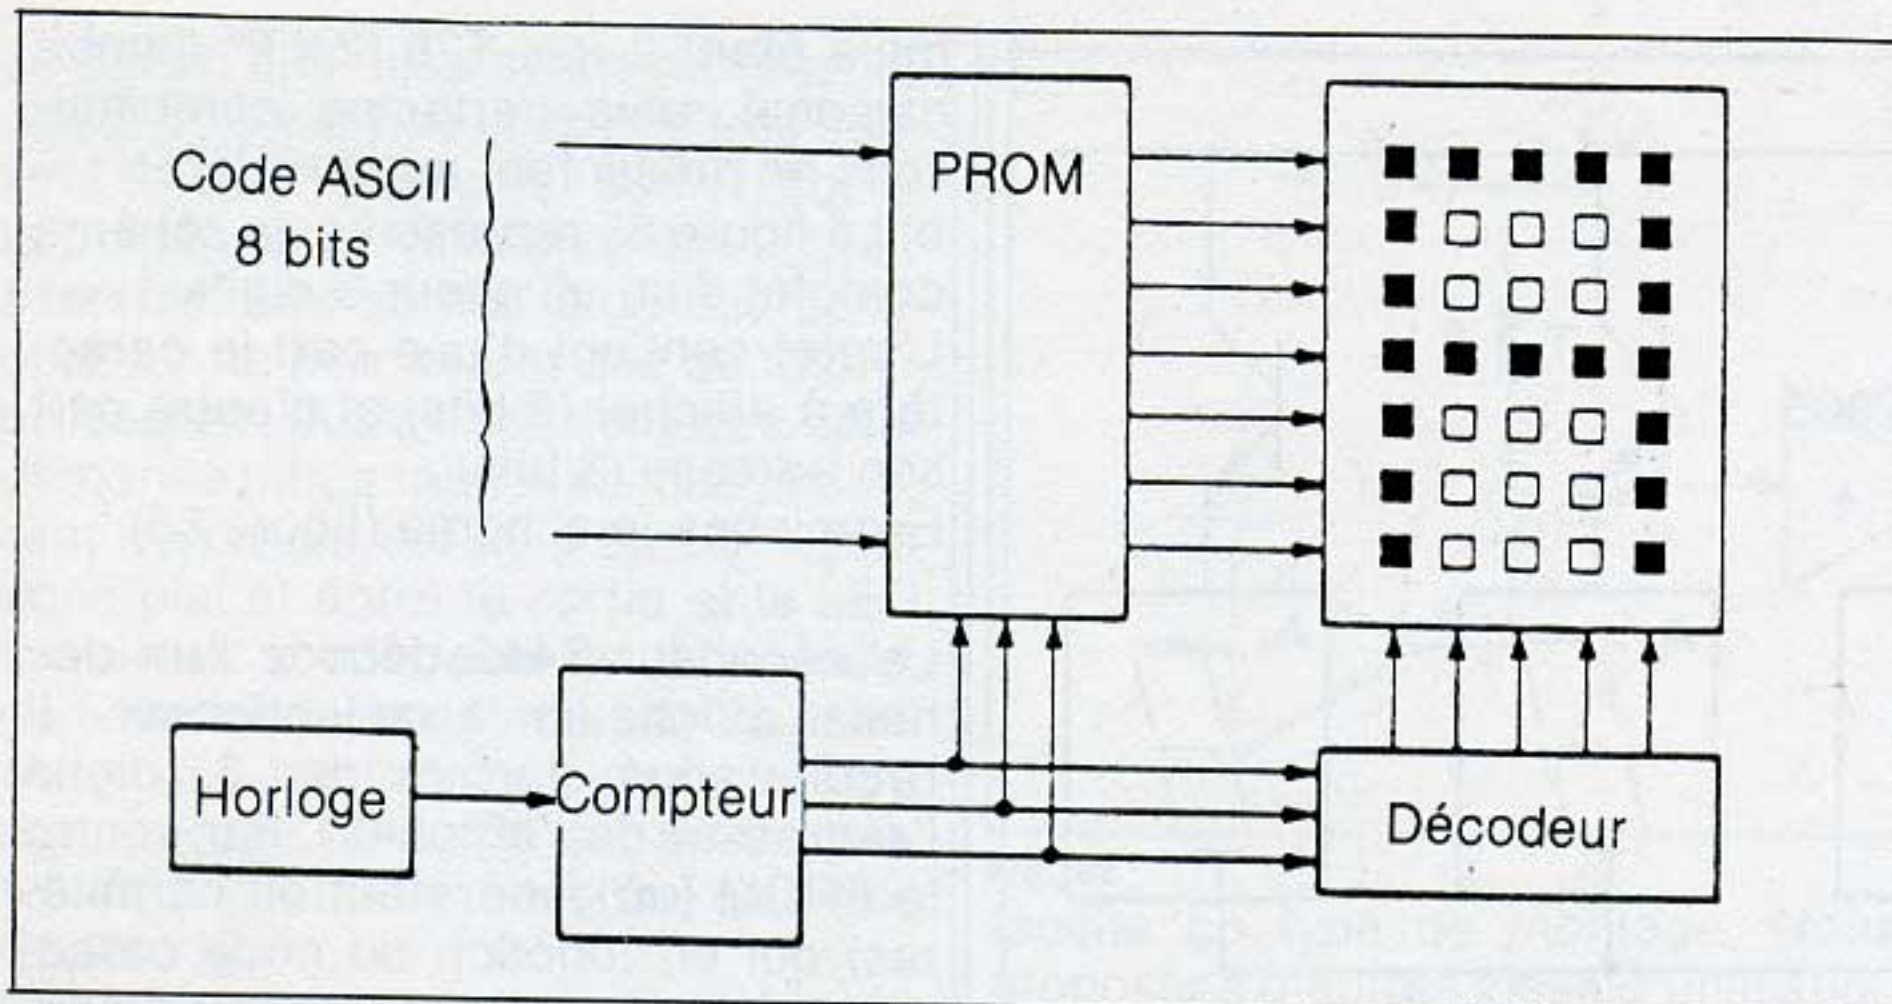 Code ASCII
8 bits
PROM
Horloge
Compteur
Décodeur